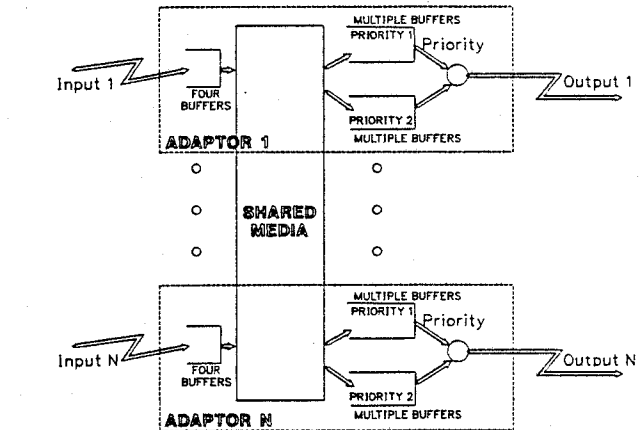 MULTIPLE BUFFERS
PRIORITY 1
Priority
Input 1
Output 1
FOUR
BUFFERS
PRIORITY 2
MULTIPLE BUFFERS
ADAPTOR 1
SHARED
MEDIA
MULTIPLE BUFFERS
PRIORITY 1
Priority
Input N
Output N
FOUR
BUFFERS
PRIORITY 2
MULTIPLE BUFFERS
ADAPTOR N